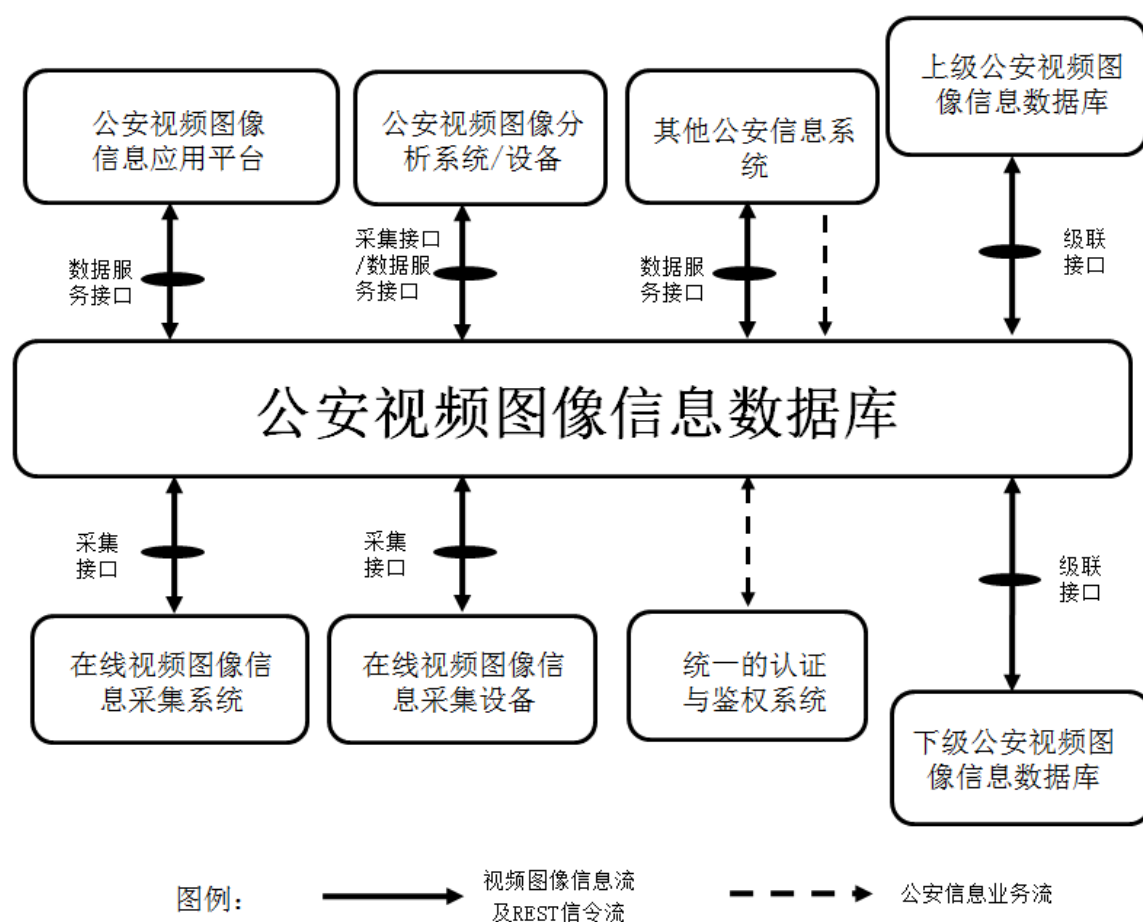 公安视频图像
信息应用平台
公安视频图像分
析系统/设备
其他公安信息系
统
上级公安视频图
像信息数据库
数据服
务接口
采集接口
/数据服
务接口
数据服
务接口
级联
接口
公安视频图像信息数据库
采集
接口
采集
接口
级联
接口
在线视频图像信
息采集系统
在线视频图像信
息采集设备
统一的认证
与鉴权系统
下级公安视频图
像信息数据库
图例：
视频图像信息流
及REST信令流
公安信息业务流